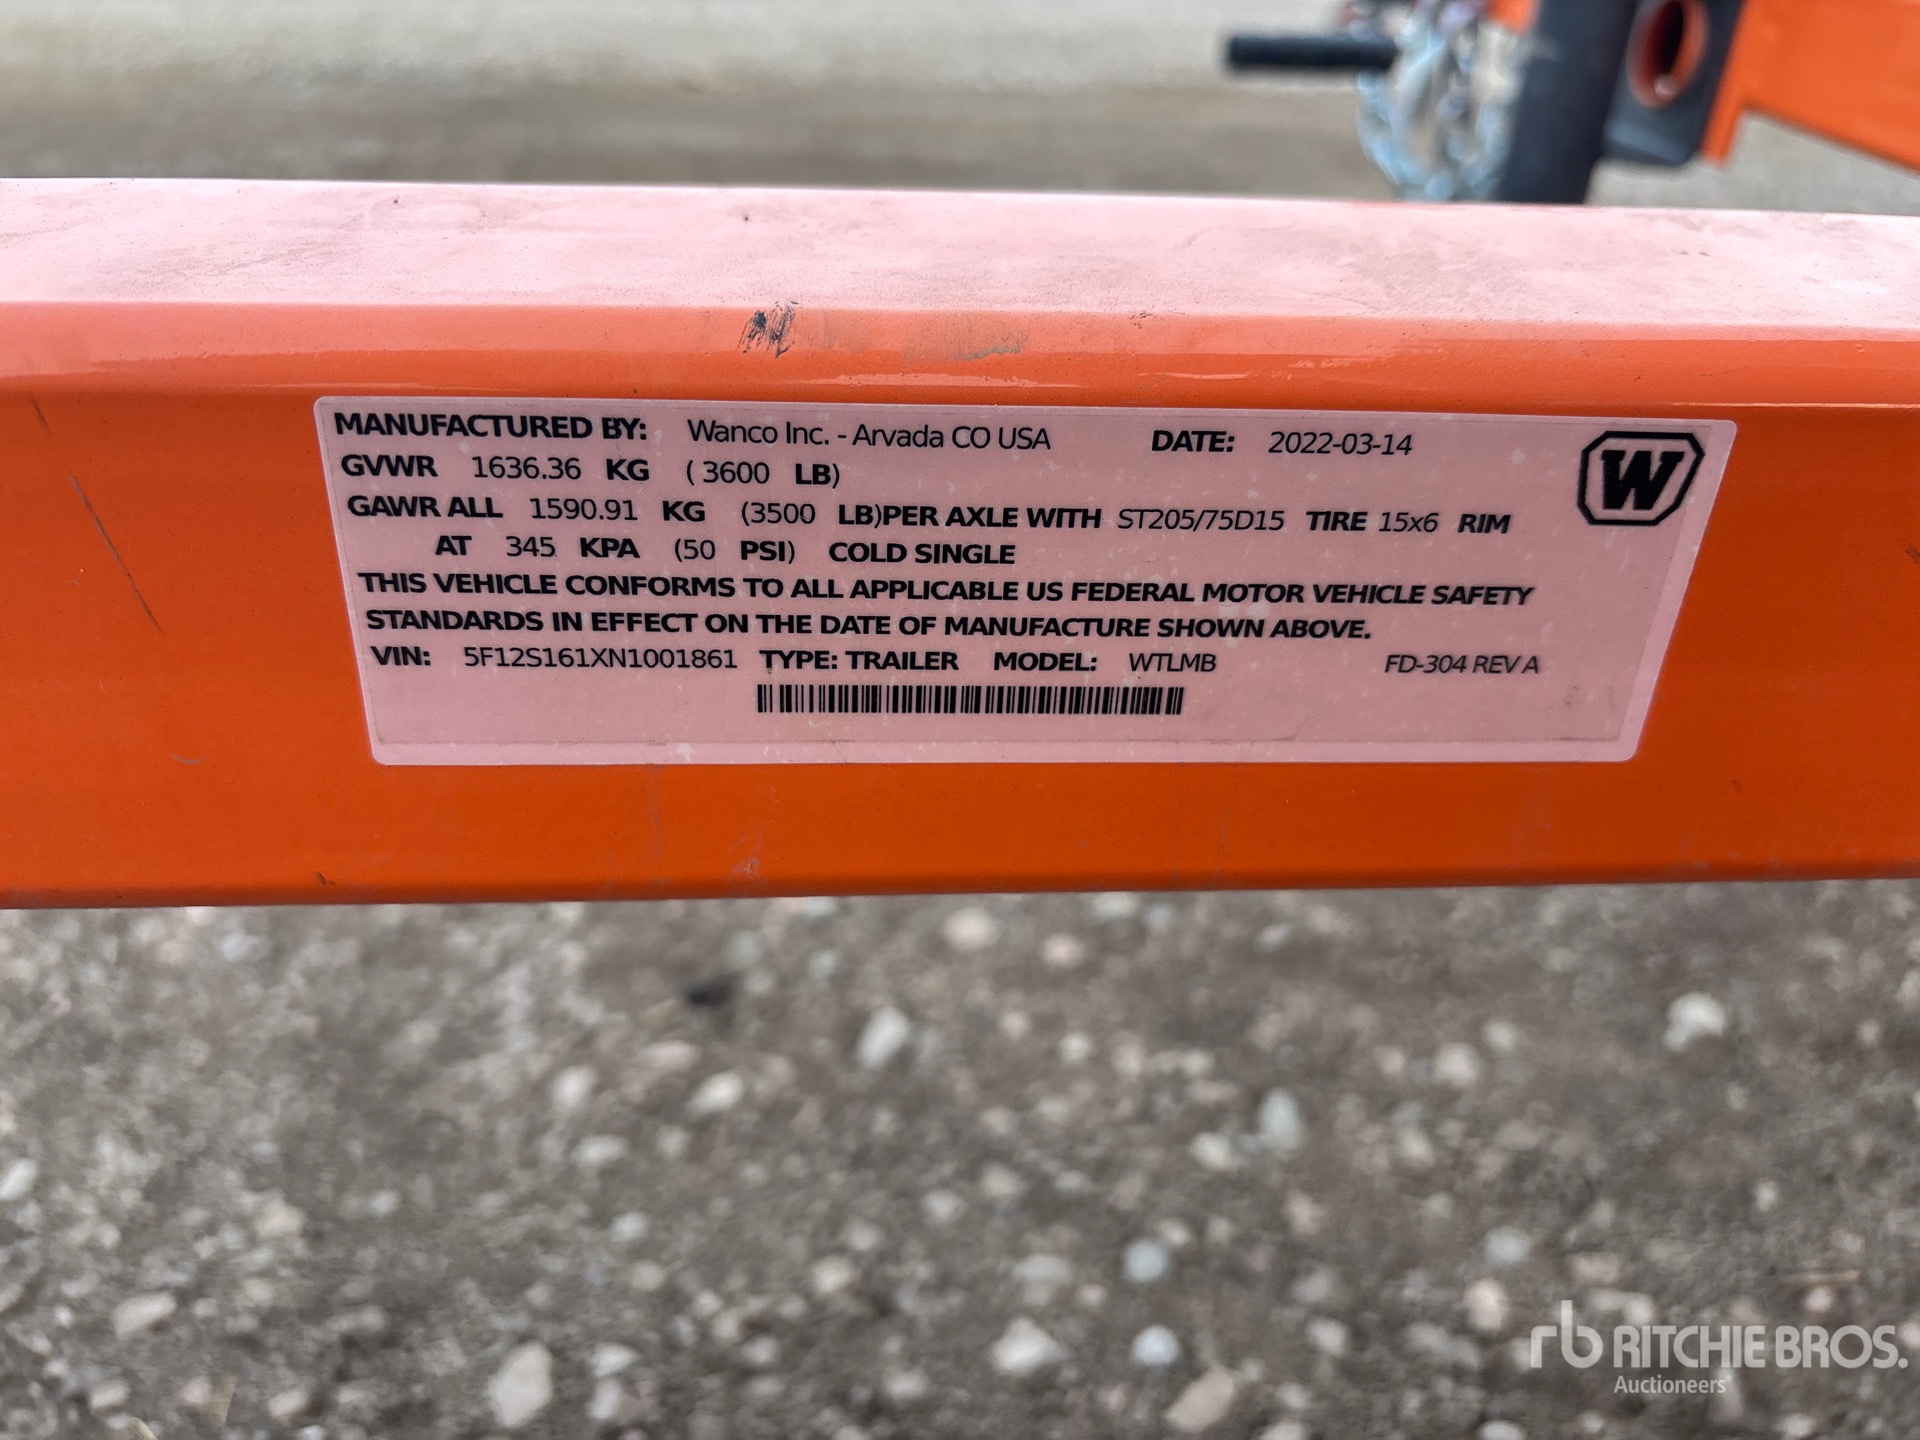 MANUFACTURED BY: Wanco Inc. - Arvada CO USA DATE: 2022-03-14
W
GVWR 1636.36 KG ( 3600 LB)
GAWR ALL 1590.91 KG (3500 LB)PER AXLE WITH ST205/75D15 TIRE 15x6 RIM
AT 345 KPA (50 PSI) COLD SINGLE
THIS VEHICLE CONFORMS TO ALL APPLICABLE US FEDERAL MOTOR VEHICLE SAFETY
STANDARDS IN EFFECT ON THE DATE OF MANUFACTURE SHOWN ABOVE.
VIN: 5F12S161XN1001861 TYPE: TRAILER MODEL: WTLMB FD-304 REV A
rb RITCHIE BROS.
Auctioneers